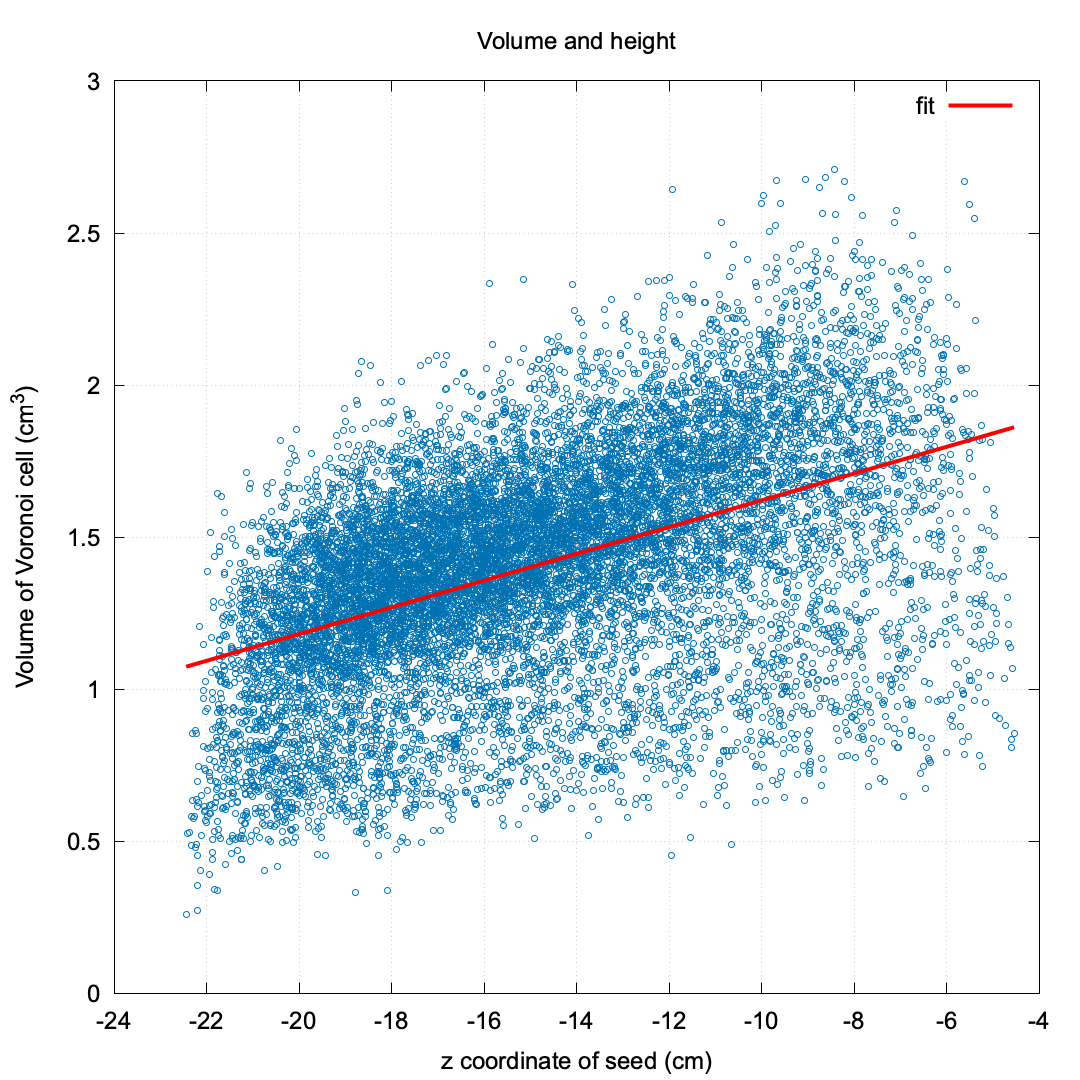 Volume and height
fit
3
2.5
2
1.5
1
0.5
0
Volume of Voronoi cell (cm³)
-24 -22 -20 -18 -16 -14 -12 -10 -8 -6 -4
z coordinate of seed (cm)